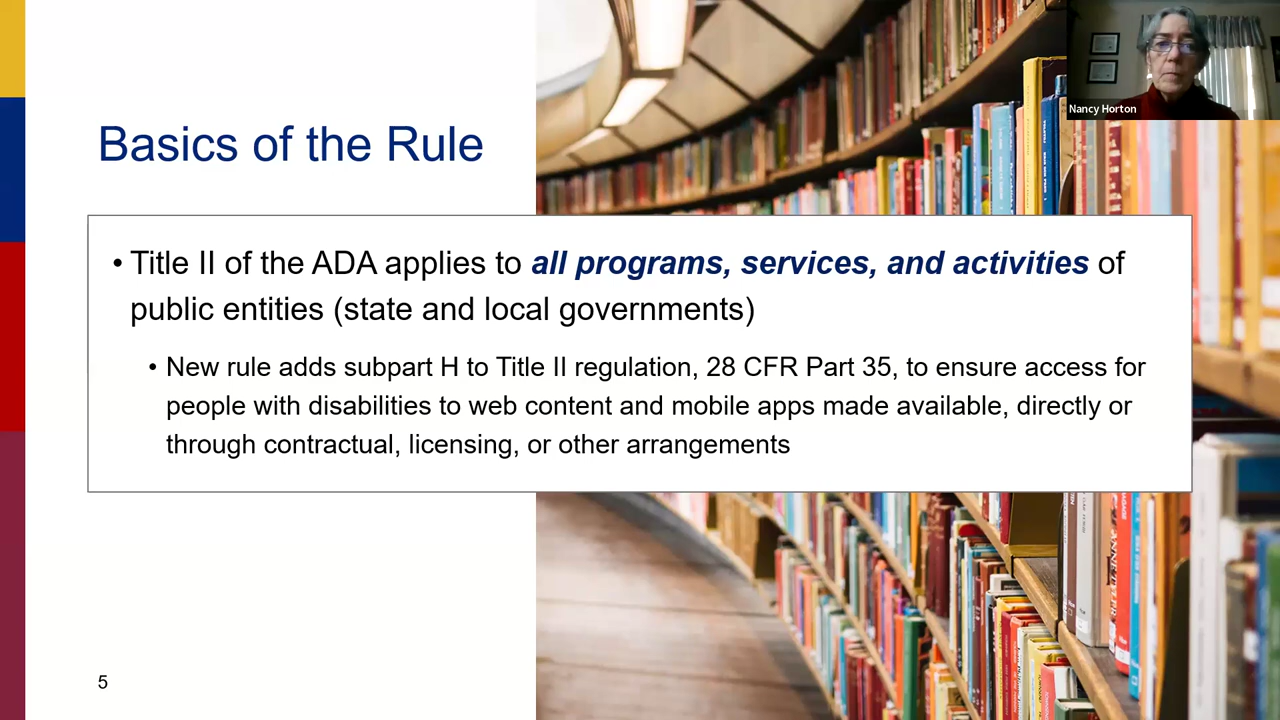 Nancy Horton
Basics of the Rule
• Title II of the ADA applies to all programs, services, and activities of
public entities (state and local governments)
• New rule adds subpart H to Title II regulation, 28 CFR Part 35, to ensure access for
people with disabilities to web content and mobile apps made available, directly or
through contractual, licensing, or other arrangements
5